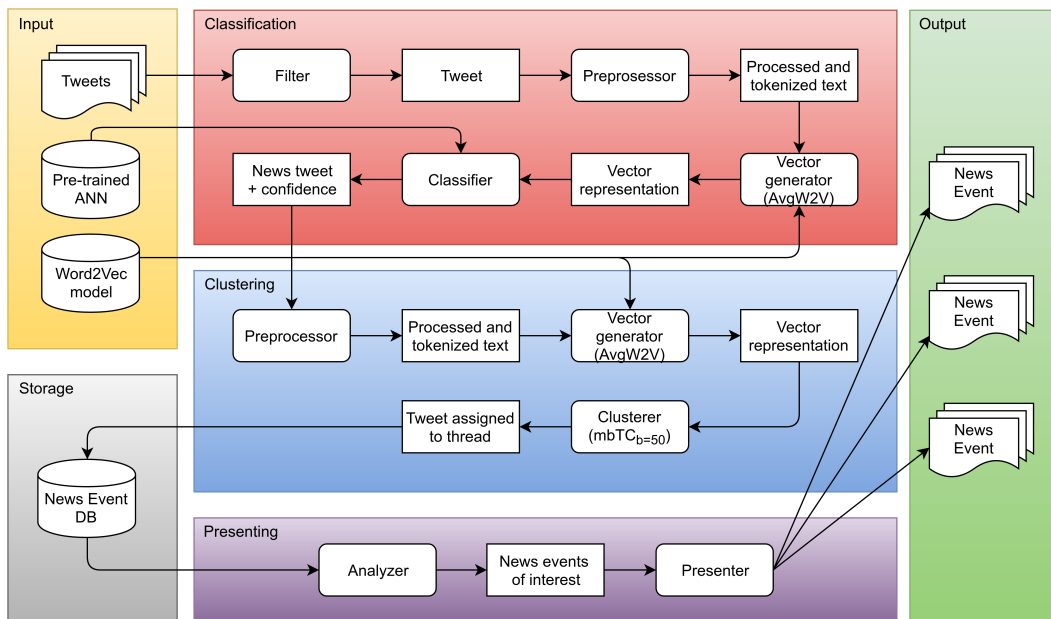 Input
Tweets
Pre-trained
ANN
Word2Vec
model
Classification
Filter
Tweet
Preprosessor
Processed and
tokenized text
News tweet
+ confidence
Classifier
Vector
representation
Vector
generator
(AvgW2V)
Clustering
Preprocessor
Processed and
tokenized text
Vector
generator
(AvgW2V)
Vector
representation
Tweet assigned
to thread
Clusterer
(mbTCb=50)
Storage
News Event
DB
Presenting
Analyzer
News events
of interest
Presenter
Output
News
Event
News
Event
News
Event